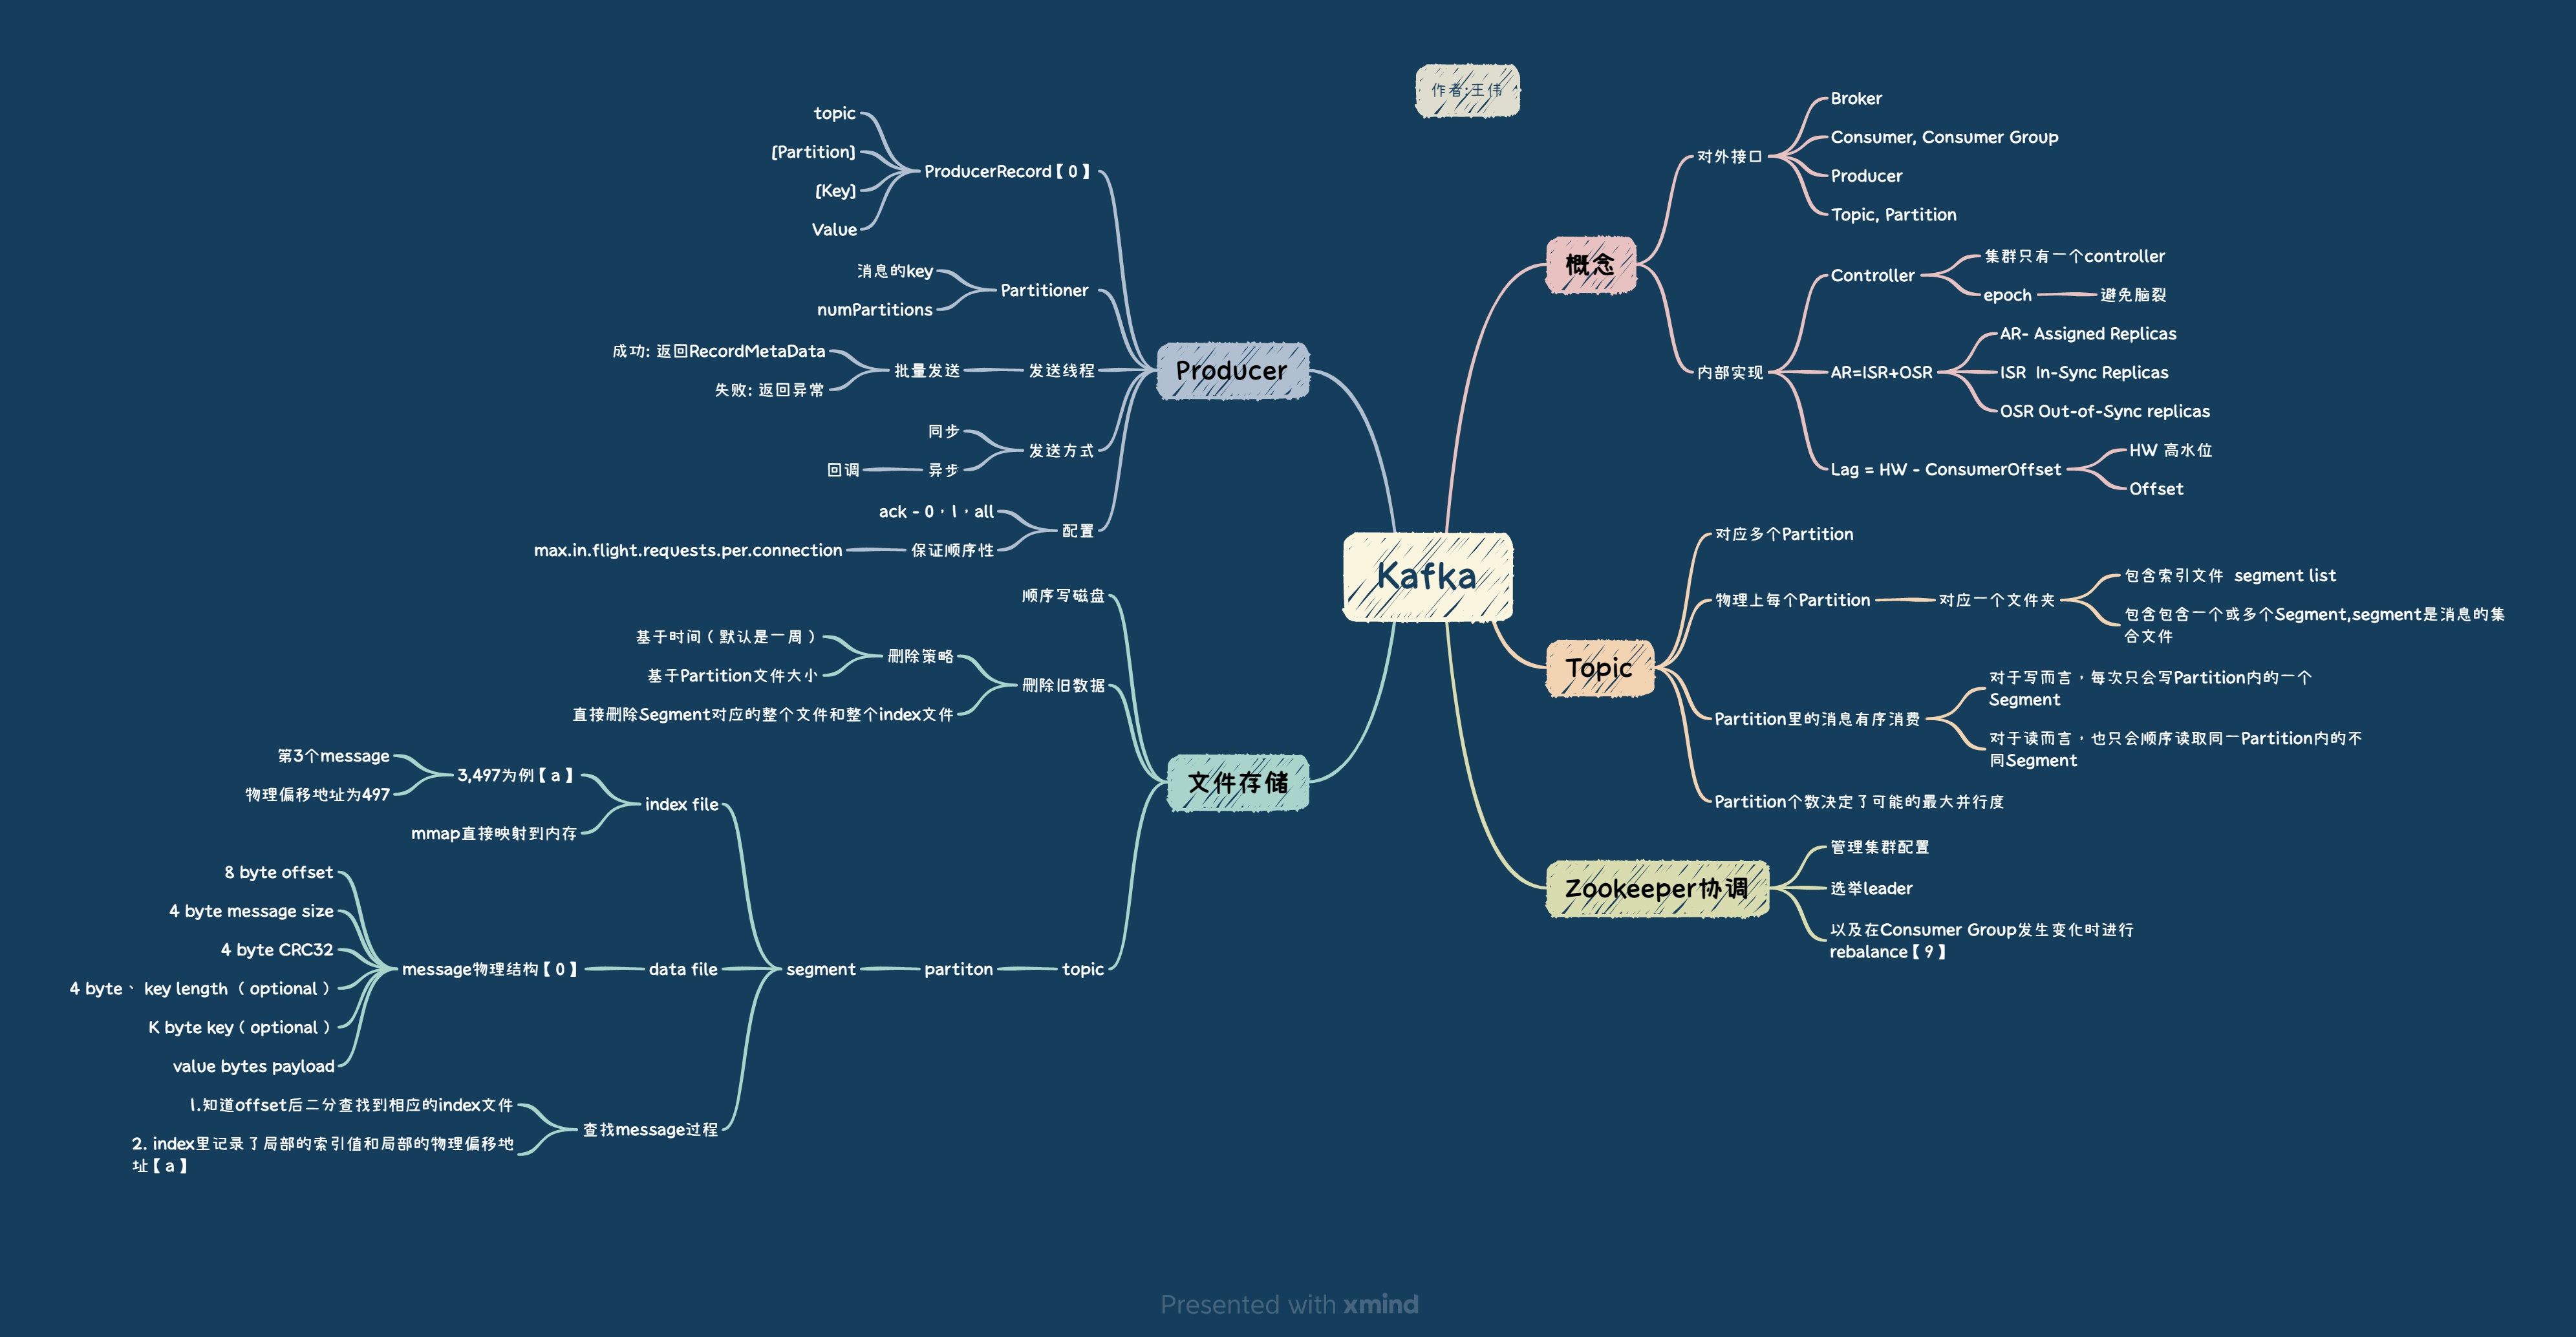 作者:王伟
Kafka
概念
对外接口
Broker
Consumer, Consumer Group
Producer
Topic, Partition
内部实现
Controller
集群只有一个controller
epoch
避免脑裂
AR=ISR+OSR
AR- Assigned Replicas
ISR  In-Sync Replicas
OSR Out-of-Sync replicas
Lag = HW - ConsumerOffset
HW 高水位
Offset
Topic
对应多个Partition
物理上每个Partition
对应一个文件夹
包含索引文件  segment list
包含包含一个或多个Segment,segment是消息的集
合文件
Partition里的消息有序消费
对于写而言，每次只会写Partition内的一个
Segment
对于读而言，也只会顺序读取同一Partition内的不
同Segment
Partition个数决定了可能的最大并行度
Zookeeper协调
管理集群配置
选举leader
以及在Consumer Group发生变化时进行
rebalance【9】
Producer
ProducerRecord【0】
topic
[Partition]
[Key]
Value
Partitioner
消息的key
numPartitions
发送线程
批量发送
成功: 返回RecordMetaData
失败: 返回异常
发送方式
同步
异步
回调
配置
ack - 0，1，all
保证顺序性
max.in.flight.requests.per.connection
文件存储
顺序写磁盘
删除旧数据
删除策略
基于时间（默认是一周）
基于Partition文件大小
直接删除Segment对应的整个文件和整个index文件
topic
partiton
segment
index file
3,497为例【a】
第3个message
物理偏移地址为497
mmap直接映射到内存
data file
message物理结构【0】
8 byte offset
4 byte message size
4 byte CRC32
4 byte、 key length （optional）
K byte key（optional）
value bytes payload
查找message过程
1.知道offset后二分查找到相应的index文件
2. index里记录了局部的索引值和局部的物理偏移地
址【a】
Presented with xmind